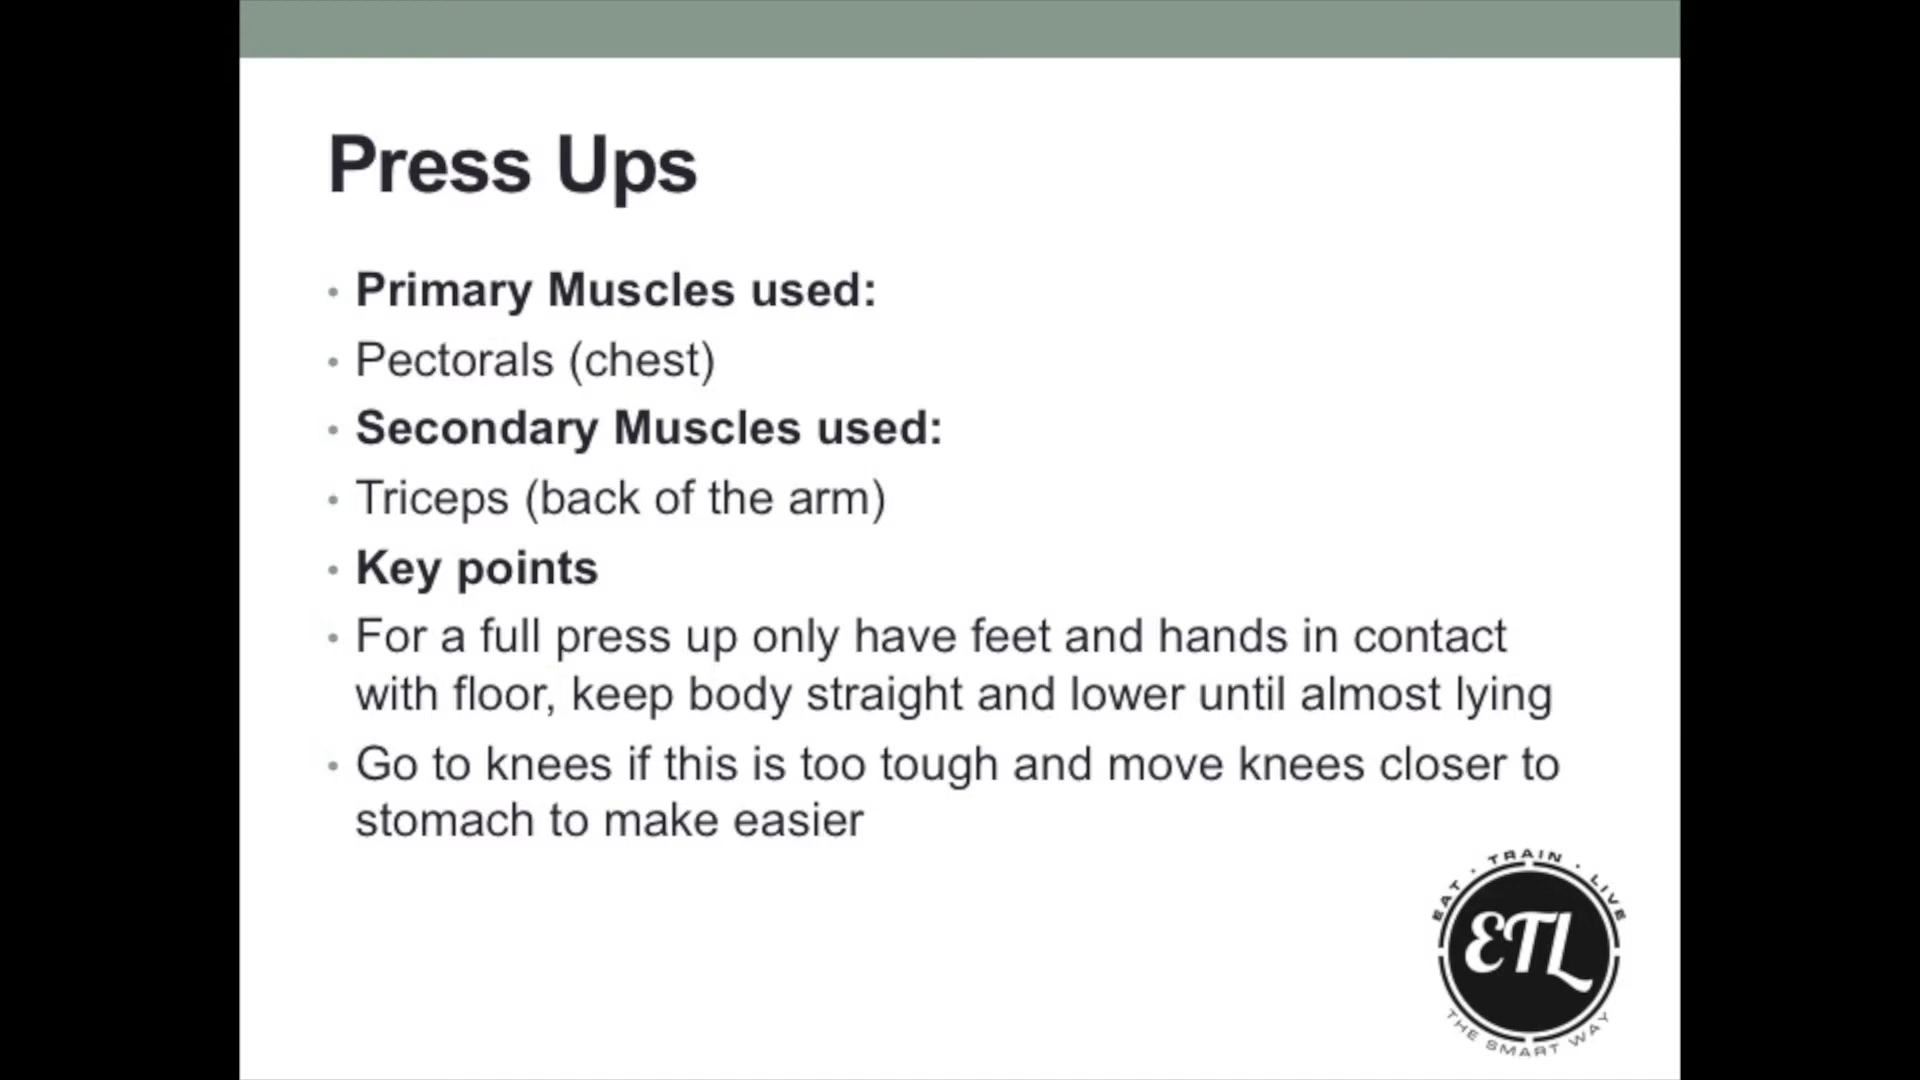 Press Ups
• Primary Muscles used:
• Pectorals (chest)
• Secondary Muscles used:
• Triceps (back of the arm)
• Key points
• For a full press up only have feet and hands in contact
with floor, keep body straight and lower until almost lying
• Go to knees if this is too tough and move knees closer to
stomach to make easier
EAT · TRAIN · LIVE
ETL
THE SMART WAY